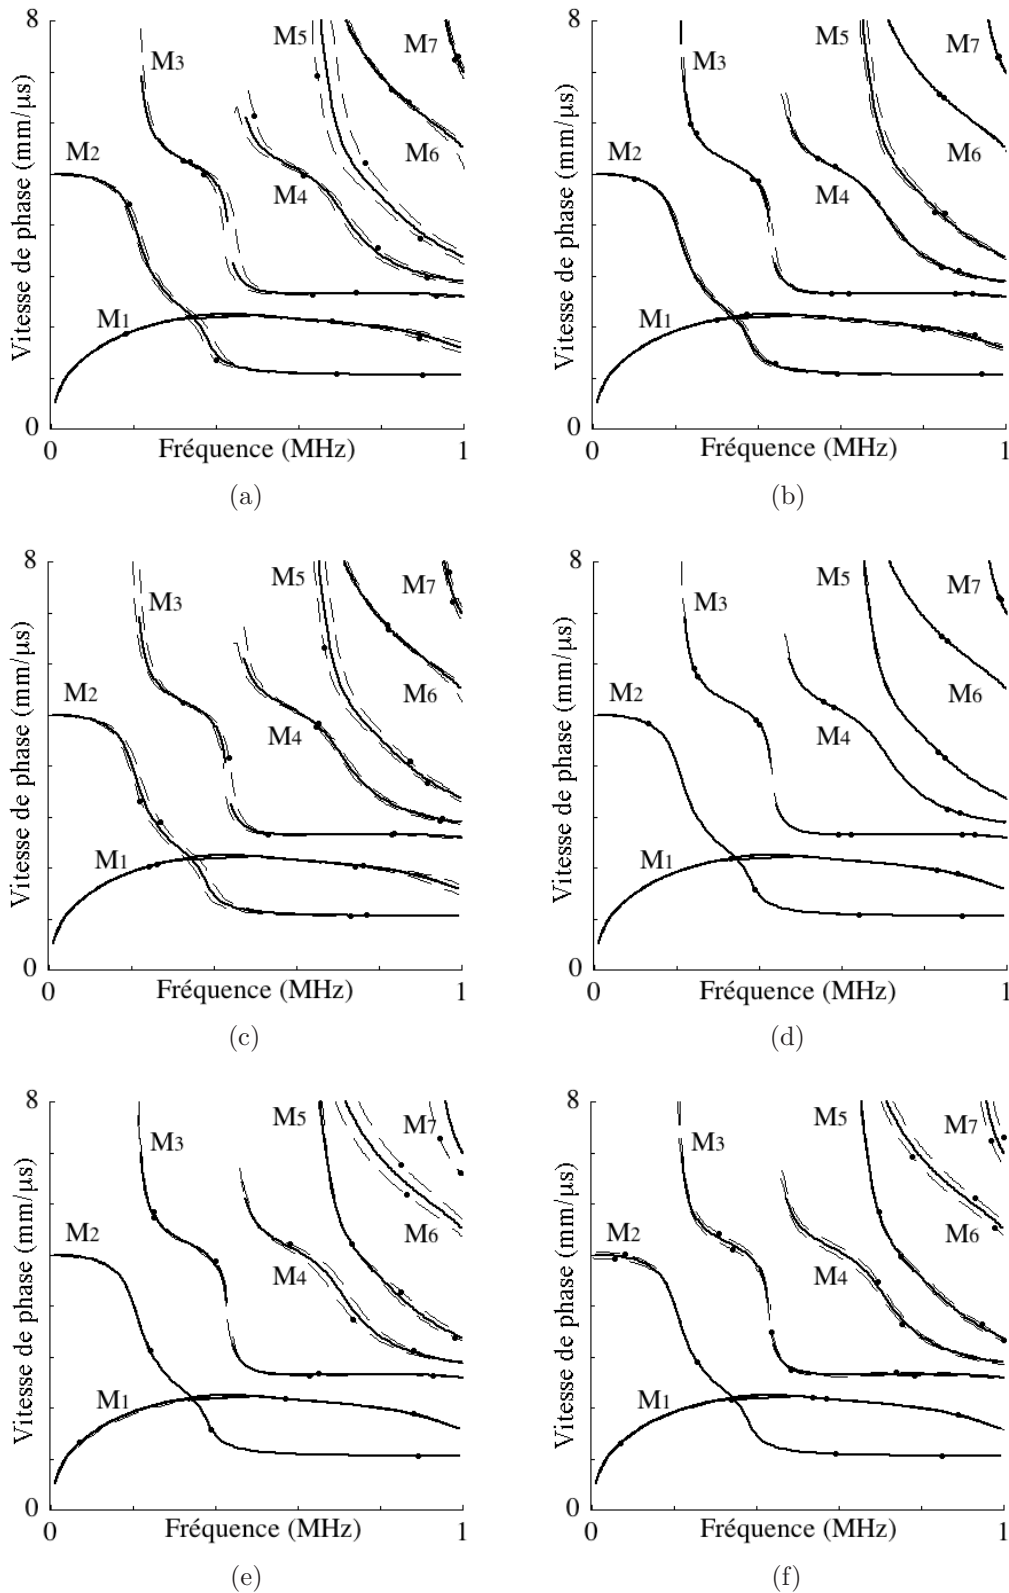 8
M3
M5
M7
M2
M6
M4
M1
Vitesse de phase (mm/µs)
0
0
Fréquence (MHz)
1
(a)
8
M3
M5
M7
M2
M6
M4
M1
Vitesse de phase (mm/µs)
0
0
Fréquence (MHz)
1
(b)
8
M3
M5
M7
M2
M6
M4
M1
Vitesse de phase (mm/µs)
0
0
Fréquence (MHz)
1
(c)
8
M3
M5
M7
M2
M6
M4
M1
Vitesse de phase (mm/µs)
0
0
Fréquence (MHz)
1
(d)
8
M3
M5
M7
M2
M6
M4
M1
Vitesse de phase (mm/µs)
0
0
Fréquence (MHz)
1
(e)
8
M3
M5
M7
M2
M6
M4
M1
Vitesse de phase (mm/µs)
0
0
Fréquence (MHz)
1
(f)